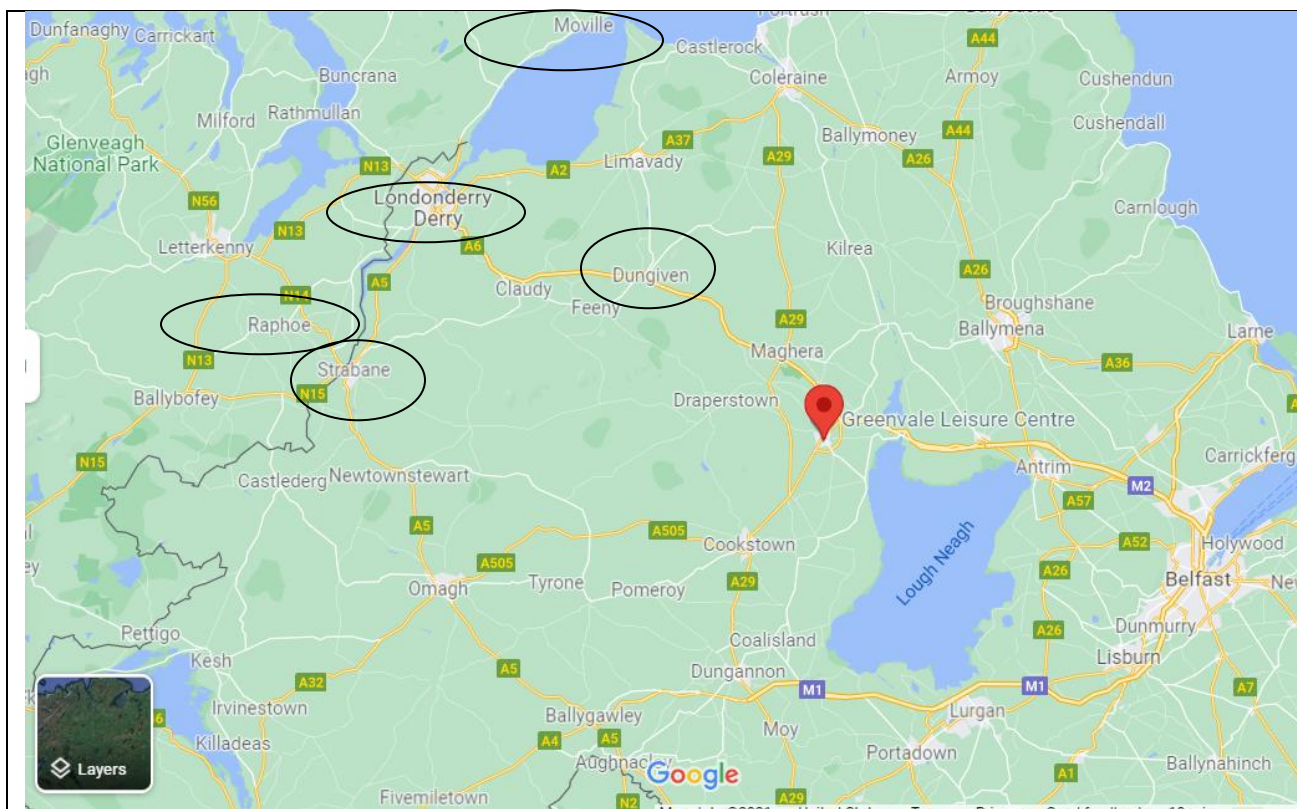 Moville
Dunfanaghy
Carrickart
Castlerock
A44
Buncrana
Coleraine
Armoy
Cushendun
Rathmullan
Milford
Cushendall
Glenveagh
National Park
N13
A37
A29
Ballymoney
A44
A26
Limavady
A2
N56
Londonderry
Derry
Carnlough
Letterkenny
N13
A6
Kilrea
A5
Claudy
Dungiven
A26
N14
Feeny
Broughshane
Raphoe
A29
Ballymena
Larne
N13
Maghera
A36
Strabane
N15
Ballybofey
Draperstown
Greenvale Leisure Centre
N15
Antrim
Carrickferg
Castlederg
Newtownstewart
M2
A57
A5
A505
A52
Cookstown
Holywood
A505
Lough Neagh
A26
Belfast
Omagh
Tyrone
Pomeroy
A29
Dunmurry
A26
Pettigo
Coalisland
Lisburn
Kesh
A5
Dungannon
A32
M1
M1
A7
Irvinestown
Ballygawley
Lurgan
Moy
Killadeas
A4
A5
Portadown
Ballynahinch
Layers
Aughnacloy
Google
A1
Fivemiletown
N2
A29